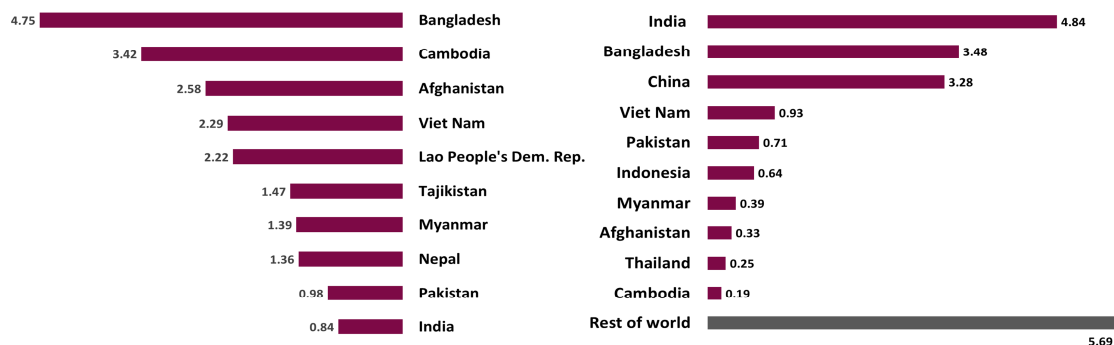 4.75 Bangladesh
3.42 Cambodia
2.58 Afghanistan
2.29 Viet Nam
2.22 Lao People's Dem. Rep.
1.47 Tajikistan
1.39 Myanmar
1.36 Nepal
0.98 Pakistan
0.84 India
India 4.84
Bangladesh 3.48
China 3.28
Viet Nam 0.93
Pakistan 0.71
Indonesia 0.64
Myanmar 0.39
Afghanistan 0.33
Thailand 0.25
Cambodia 0.19
Rest of world
5.69